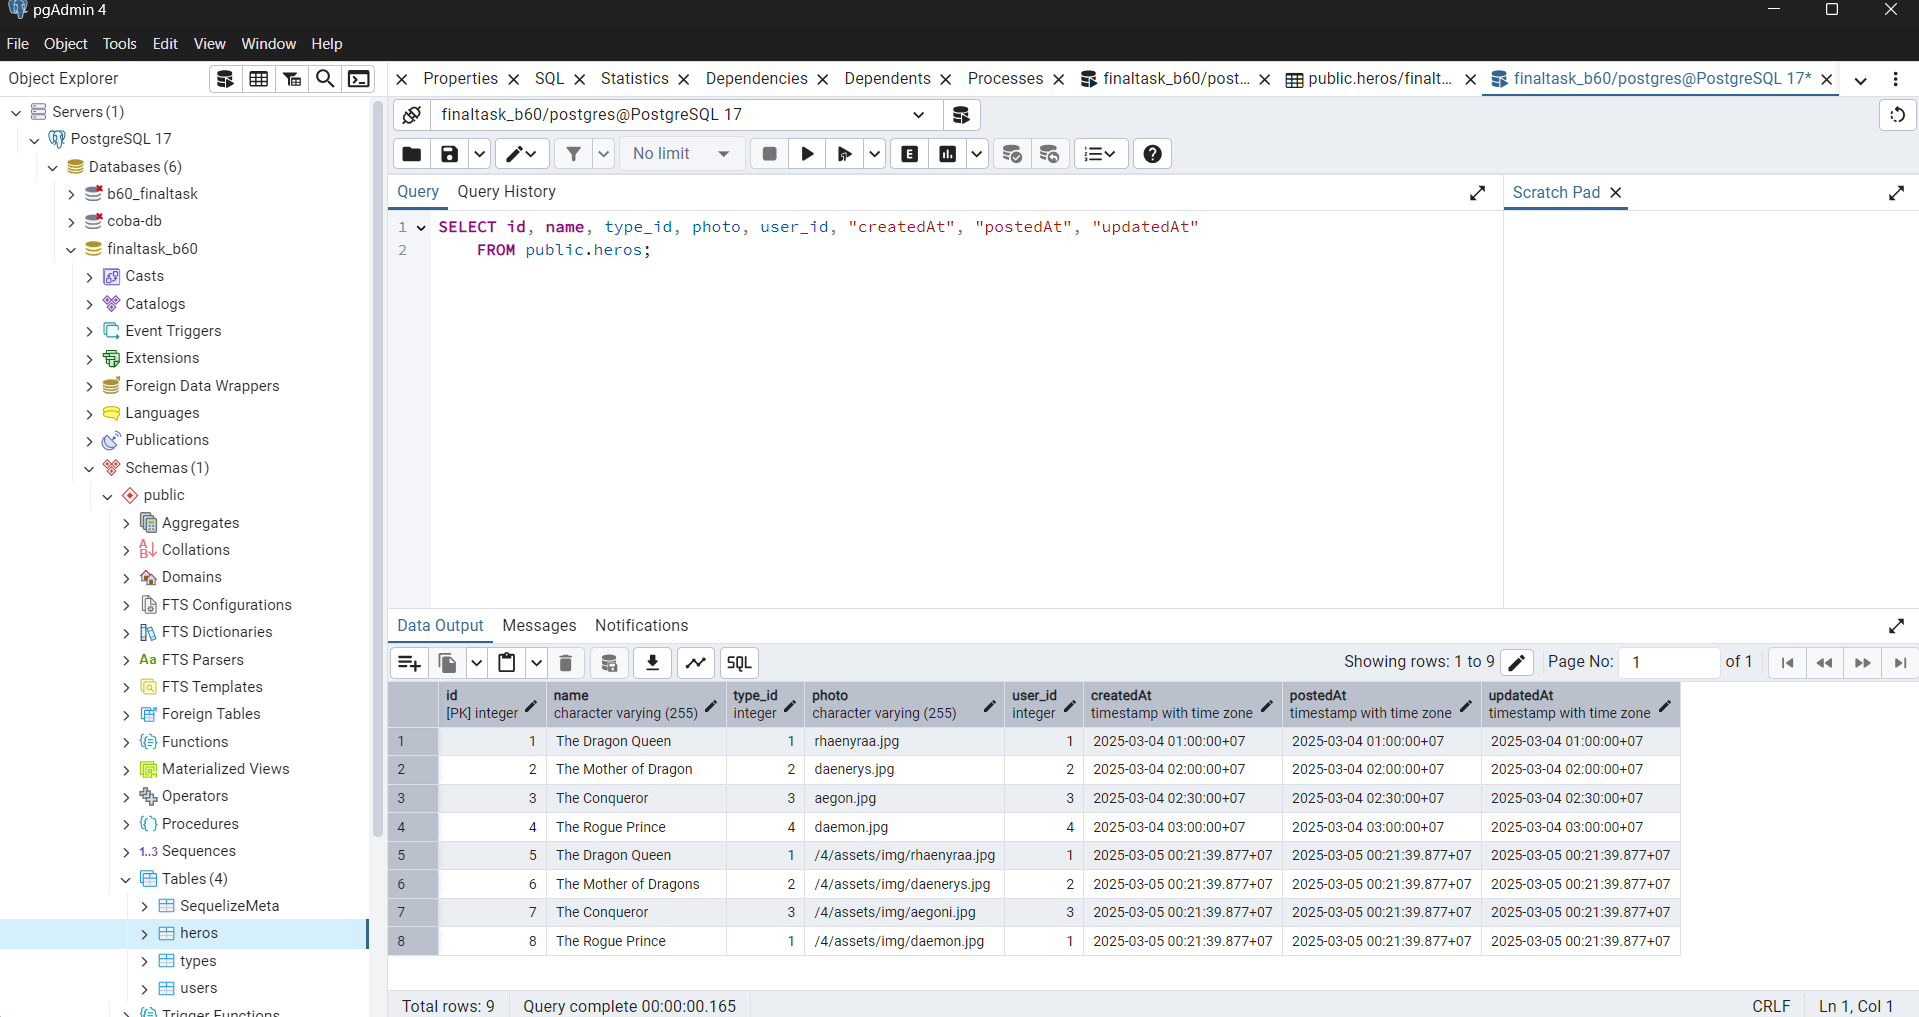 pgAdmin 4
File Object Tools Edit View Window Help
Object Explorer
Properties SQL Statistics Dependencies Dependents Processes finaltask_b60/post... public.heros/finalt... finaltask_b60/postgres@PostgreSQL 17*
Servers (1)
PostgreSQL 17
Databases (6)
b60_finaltask
coba-db
finaltask_b60
Casts
Catalogs
Event Triggers
Extensions
Foreign Data Wrappers
Languages
Publications
Schemas (1)
public
Aggregates
Collations
Domains
FTS Configurations
FTS Dictionaries
Aa FTS Parsers
FTS Templates
Foreign Tables
Functions
Materialized Views
Operators
Procedures
1..3 Sequences
Tables (4)
SequelizeMeta
heros
types
users
Trigger Functions
finaltask_b60/postgres@PostgreSQL 17
No limit E
Query Query History
Scratch Pad
1 SELECT id, name, type_id, photo, user_id, "createdAt", "postedAt", "updatedAt"
2 FROM public.heros;
Data Output Messages Notifications
SQL Showing rows: 1 to 9 Page No: 1 of 1
id name type_id photo user_id createdAt postedAt updatedAt
[PK] integer character varying (255) integer character varying (255) integer timestamp with time zone timestamp with time zone timestamp with time zone
1 1 The Dragon Queen 1 rhaenyraa.jpg 1 2025-03-04 01:00:00+07 2025-03-04 01:00:00+07 2025-03-04 01:00:00+07
2 2 The Mother of Dragon 2 daenerys.jpg 2 2025-03-04 02:00:00+07 2025-03-04 02:00:00+07 2025-03-04 02:00:00+07
3 3 The Conqueror 3 aegon.jpg 3 2025-03-04 02:30:00+07 2025-03-04 02:30:00+07 2025-03-04 02:30:00+07
4 4 The Rogue Prince 4 daemon.jpg 4 2025-03-04 03:00:00+07 2025-03-04 03:00:00+07 2025-03-04 03:00:00+07
5 5 The Dragon Queen 1 /4/assets/img/rhaenyraa.jpg 1 2025-03-05 00:21:39.877+07 2025-03-05 00:21:39.877+07 2025-03-05 00:21:39.877+07
6 6 The Mother of Dragons 2 /4/assets/img/daenerys.jpg 2 2025-03-05 00:21:39.877+07 2025-03-05 00:21:39.877+07 2025-03-05 00:21:39.877+07
7 7 The Conqueror 3 /4/assets/img/aegoni.jpg 3 2025-03-05 00:21:39.877+07 2025-03-05 00:21:39.877+07 2025-03-05 00:21:39.877+07
8 8 The Rogue Prince 1 /4/assets/img/daemon.jpg 1 2025-03-05 00:21:39.877+07 2025-03-05 00:21:39.877+07 2025-03-05 00:21:39.877+07
Total rows: 9 Query complete 00:00:00.165 CRLF Ln 1, Col 1